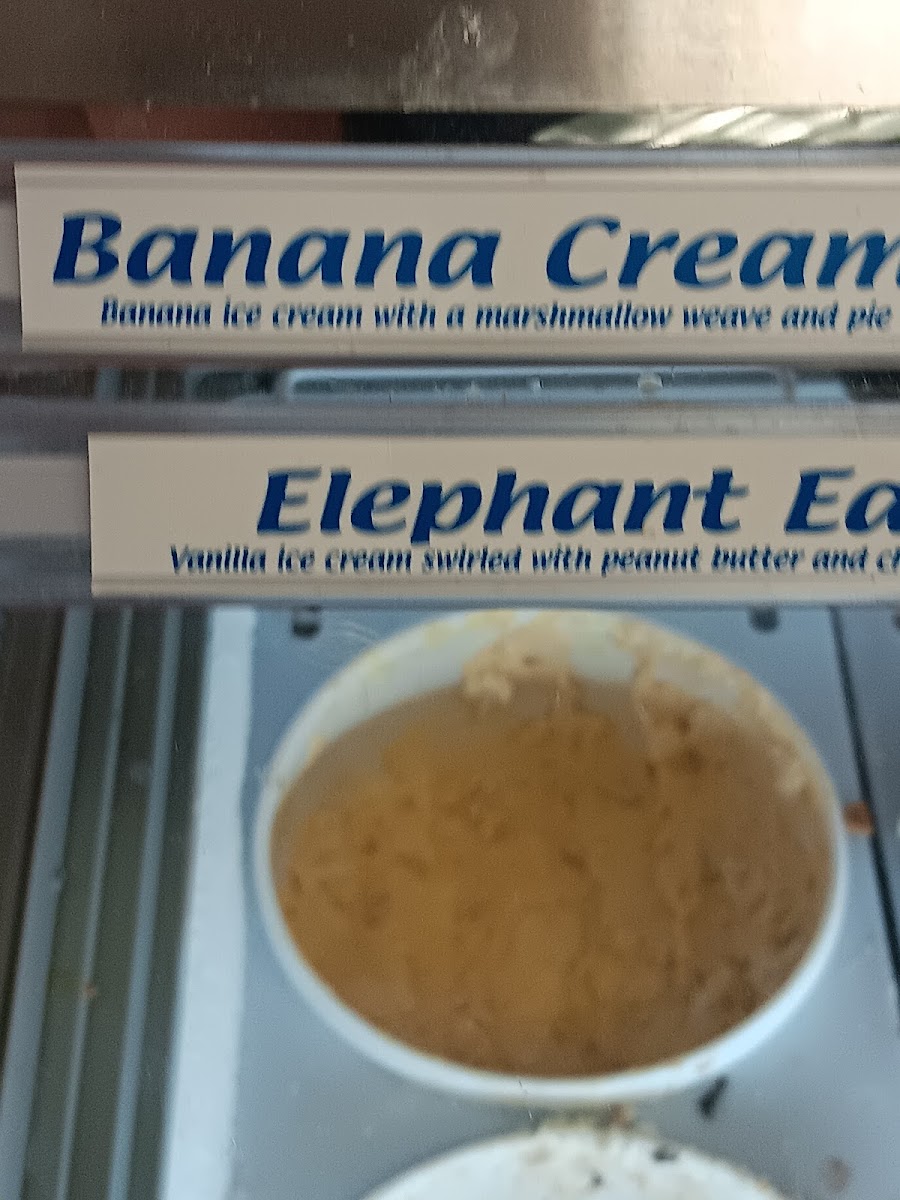 Banana Cream
Banana ice cream with a marshmallow weave and pie
Elephant Ea
Vanilla ice cream swirled with peanut butter and ch